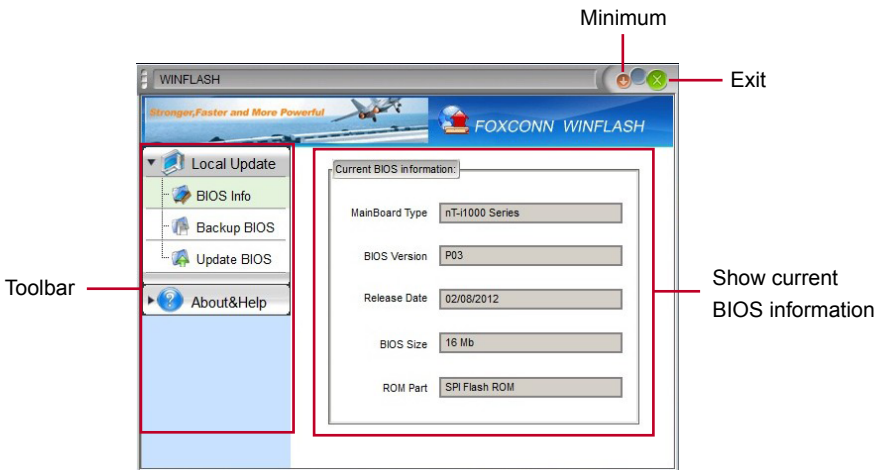 Minimum
Exit
WINFLASH
Stronger,Faster and More Powerful
FOXCONN WINFLASH
Local Update
BIOS Info
Backup BIOS
Update BIOS
About&Help
Toolbar
Current BIOS information:
MainBoard Type nT-i1000 Series
BIOS Version P03
Release Date 02/08/2012
BIOS Size 16 Mb
ROM Part SPI Flash ROM
Show current
BIOS information